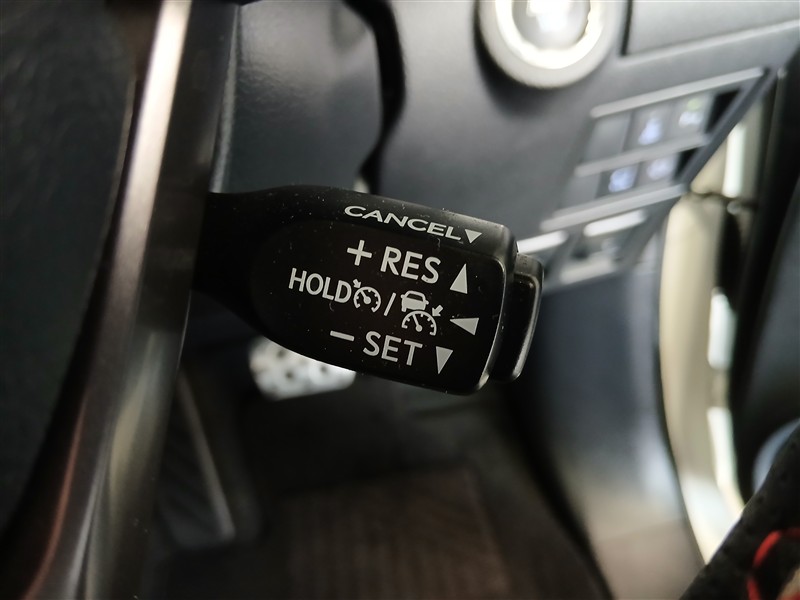 CANCEL▼
+ RES ▲
HOLD / ◀
− SET ▼